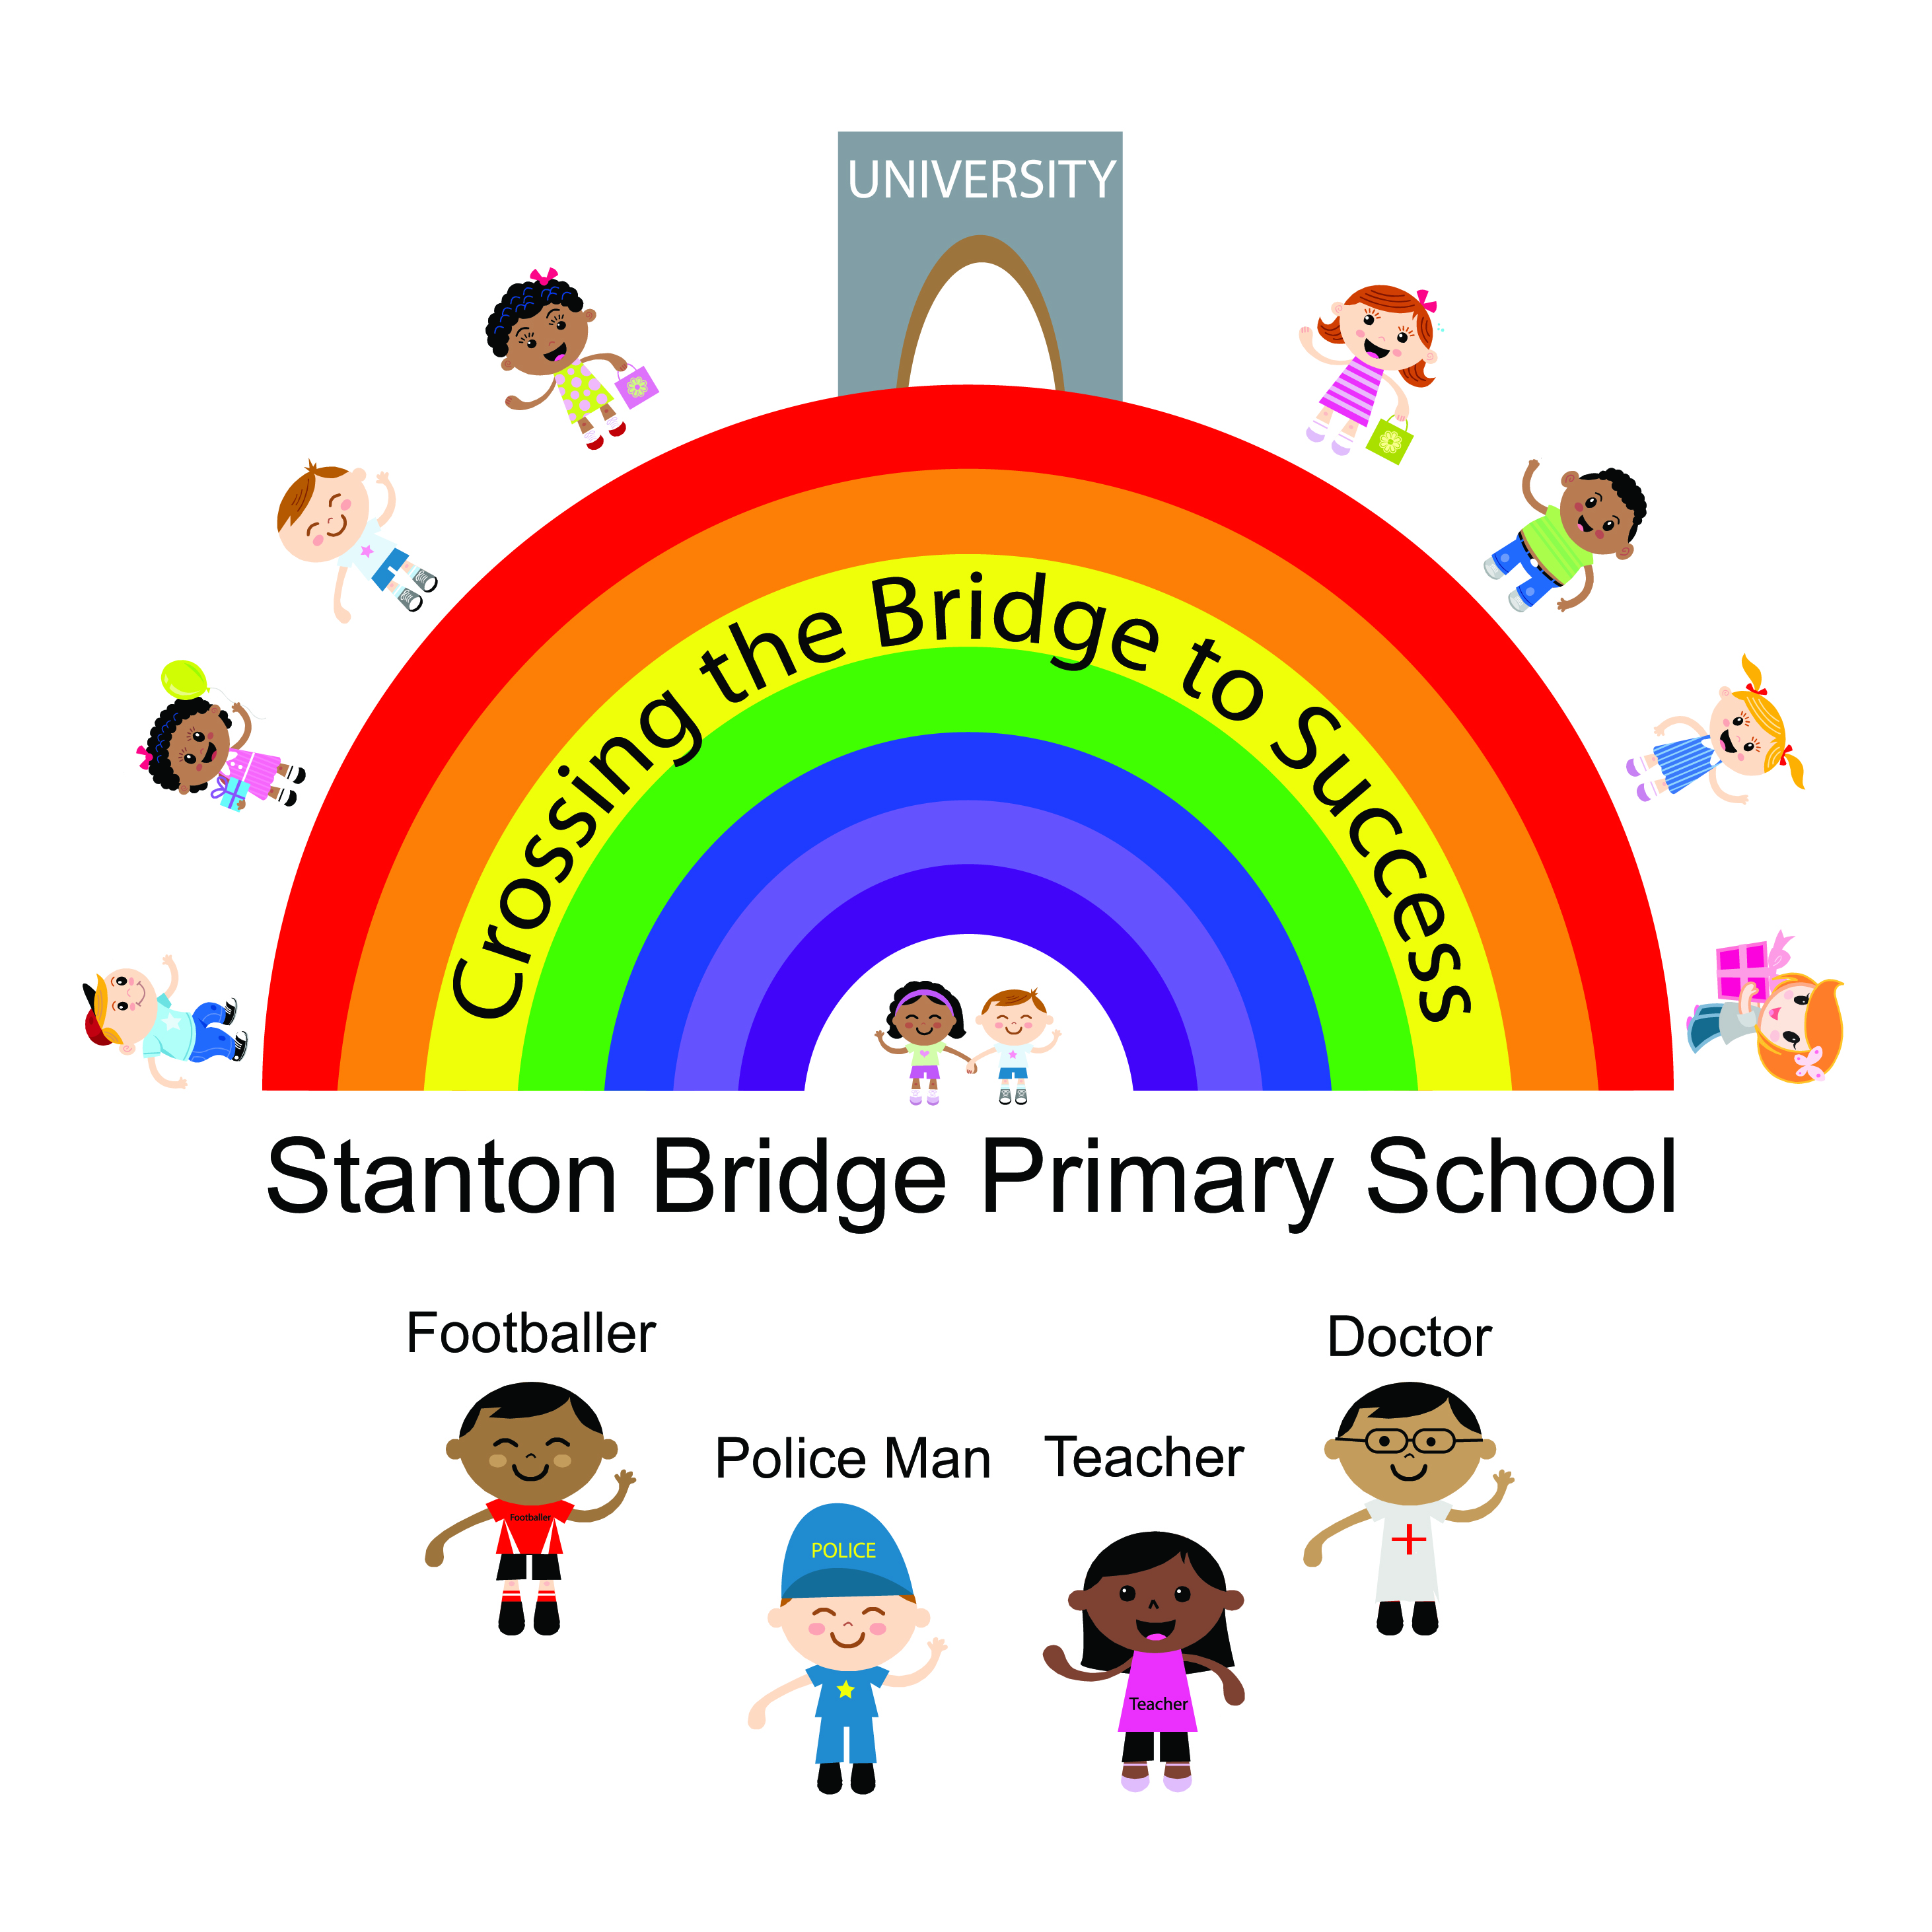 UNIVERSITY
Crossing the Bridge to Success
Stanton Bridge Primary School
Footballer
Doctor
Police Man
Teacher
Footballer
POLICE
Teacher